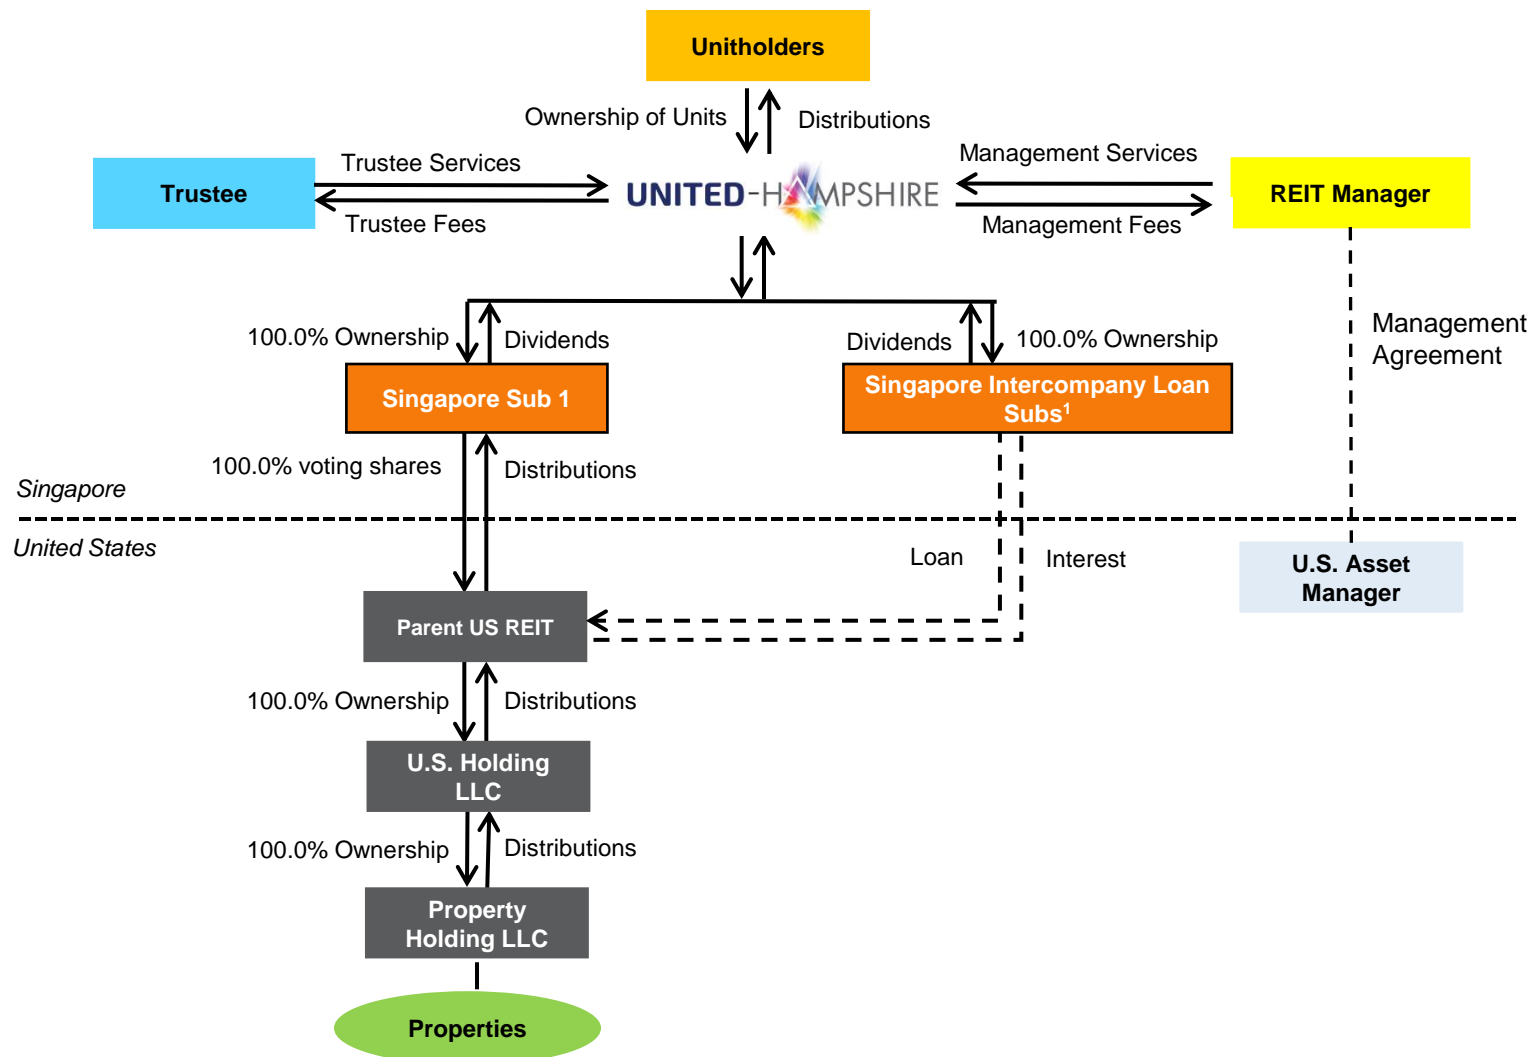 Unitholders
Ownership of Units
Distributions
Trustee
Trustee Services
Trustee Fees
UNITED-HAMPSHIRE
Management Services
Management Fees
REIT Manager
100.0% Ownership
Dividends
Dividends
100.0% Ownership
Management
Agreement
Singapore Sub 1
Singapore Intercompany Loan
Subs¹
100.0% voting shares
Distributions
Singapore
United States
Loan
Interest
U.S. Asset
Manager
Parent US REIT
100.0% Ownership
Distributions
U.S. Holding
LLC
100.0% Ownership
Distributions
Property
Holding LLC
Properties